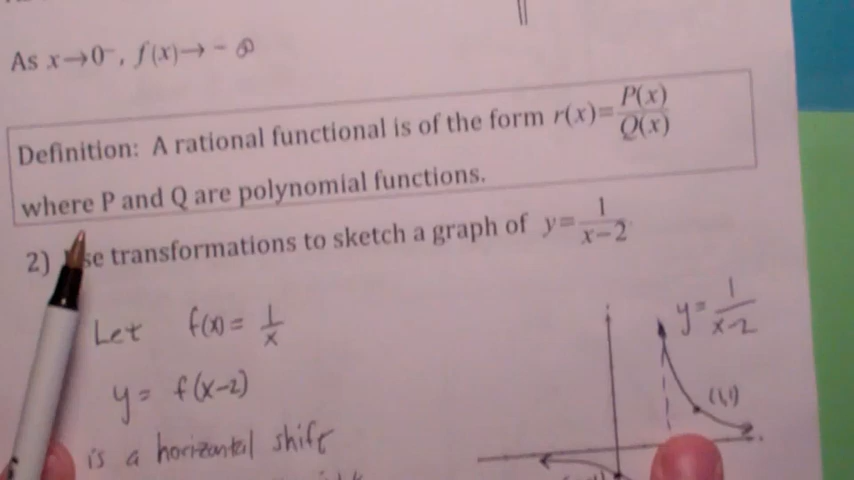 As x→0⁻, f(x)→ - ∞
Definition: A rational functional is of the form r(x)=P(x)/Q(x)
where P and Q are polynomial functions.
2) se transformations to sketch a graph of y=1/x−2
Let f(x) = 1/x
y = f(x-2)
is a horizontal shift
y= 1/x-2
(1,1)